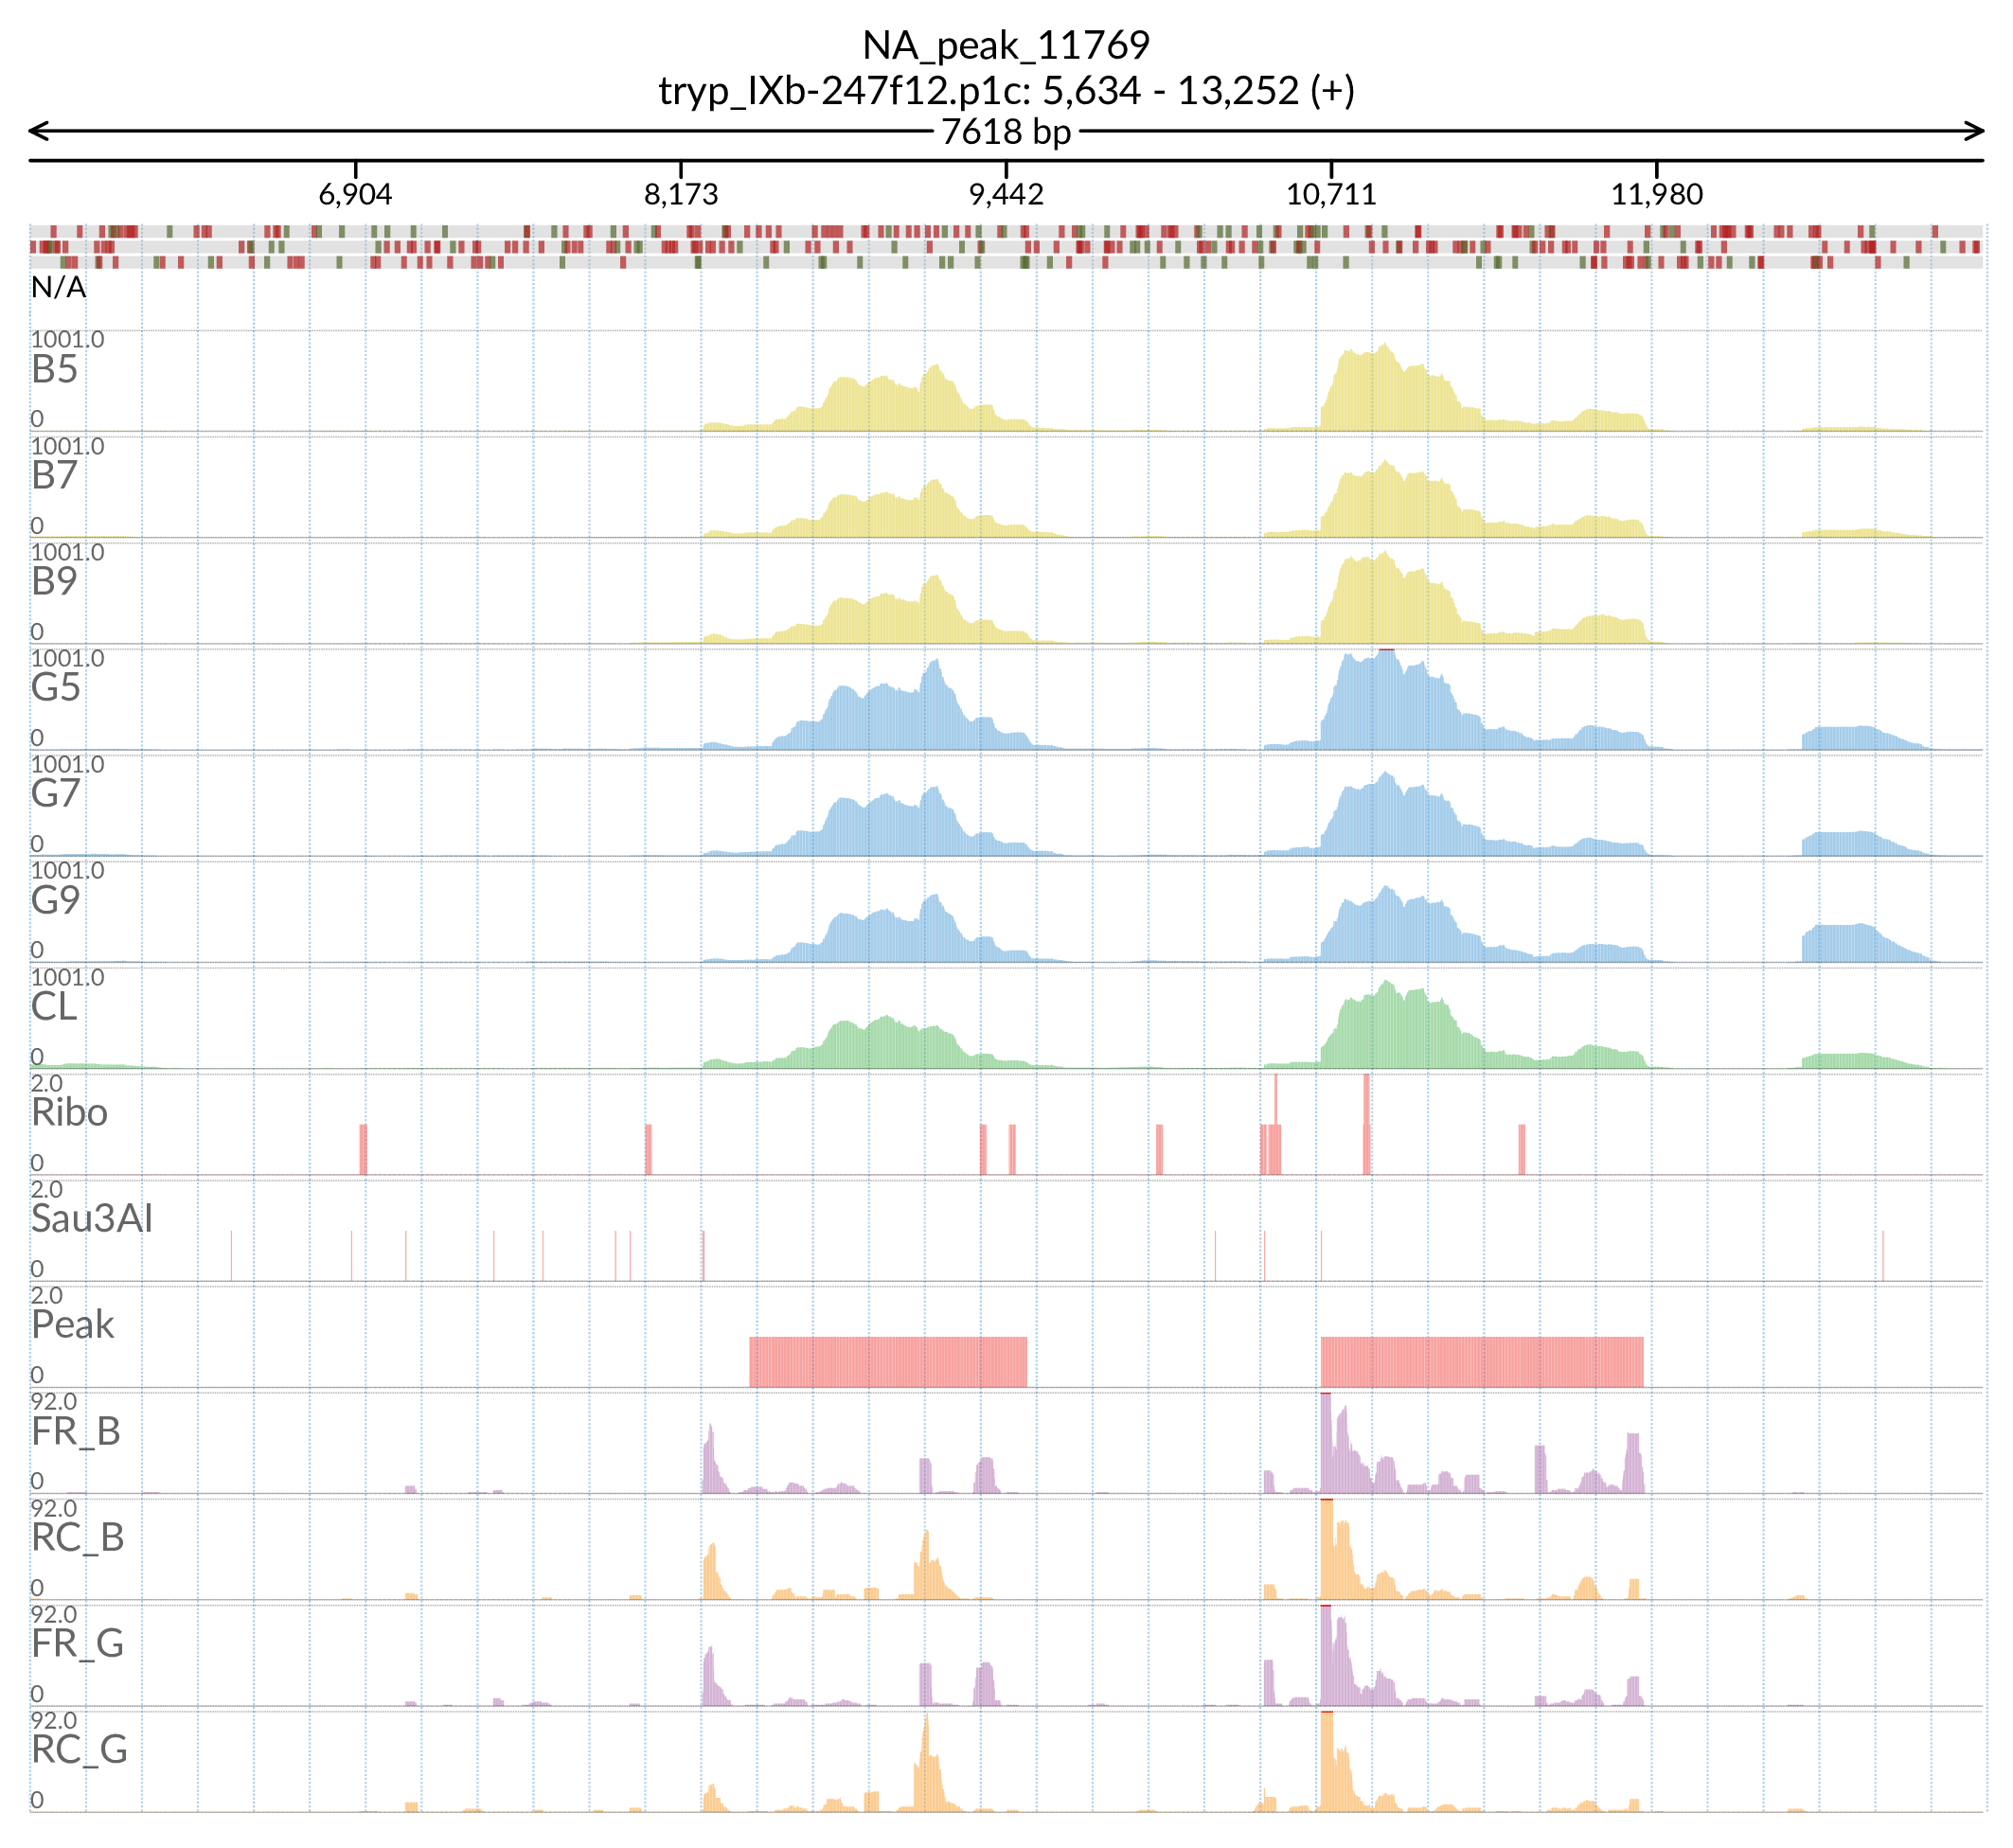 NA_peak_11769
tryp_IXb-247f12.p1c: 5,634 - 13,252 (+)
7618 bp
6,904 8,173 9,442 10,711 11,980
N/A
1001.0
B5
0
1001.0
B7
0
1001.0
B9
0
1001.0
G5
0
1001.0
G7
0
1001.0
G9
0
1001.0
CL
0
2.0
Ribo
0
2.0
Sau3AI
0
2.0
Peak
0
92.0
FR_B
0
92.0
RC_B
0
92.0
FR_G
0
92.0
RC_G
0